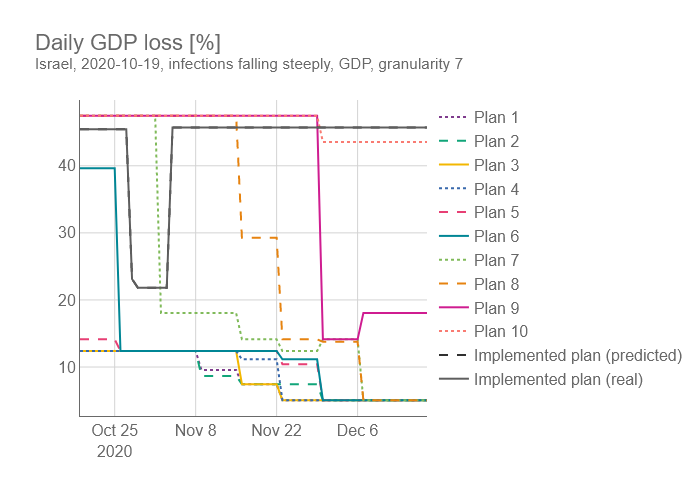 Daily GDP loss [%]
Israel, 2020-10-19, infections falling steeply, GDP, granularity 7
40
30
20
10
Oct 25
2020
Nov 8
Nov 22
Dec 6
Plan 1
Plan 2
Plan 3
Plan 4
Plan 5
Plan 6
Plan 7
Plan 8
Plan 9
Plan 10
Implemented plan (predicted)
Implemented plan (real)